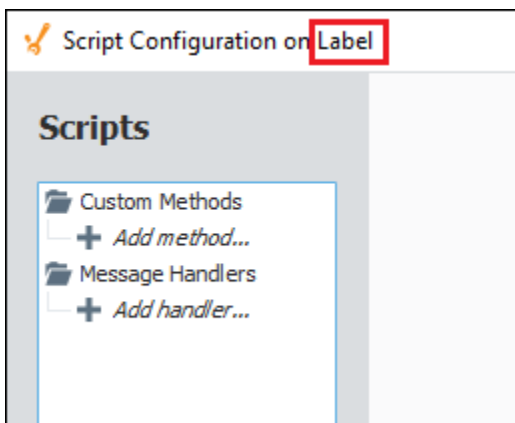 Script Configuration on Label
Scripts
Custom Methods
Add method...
Message Handlers
Add handler...